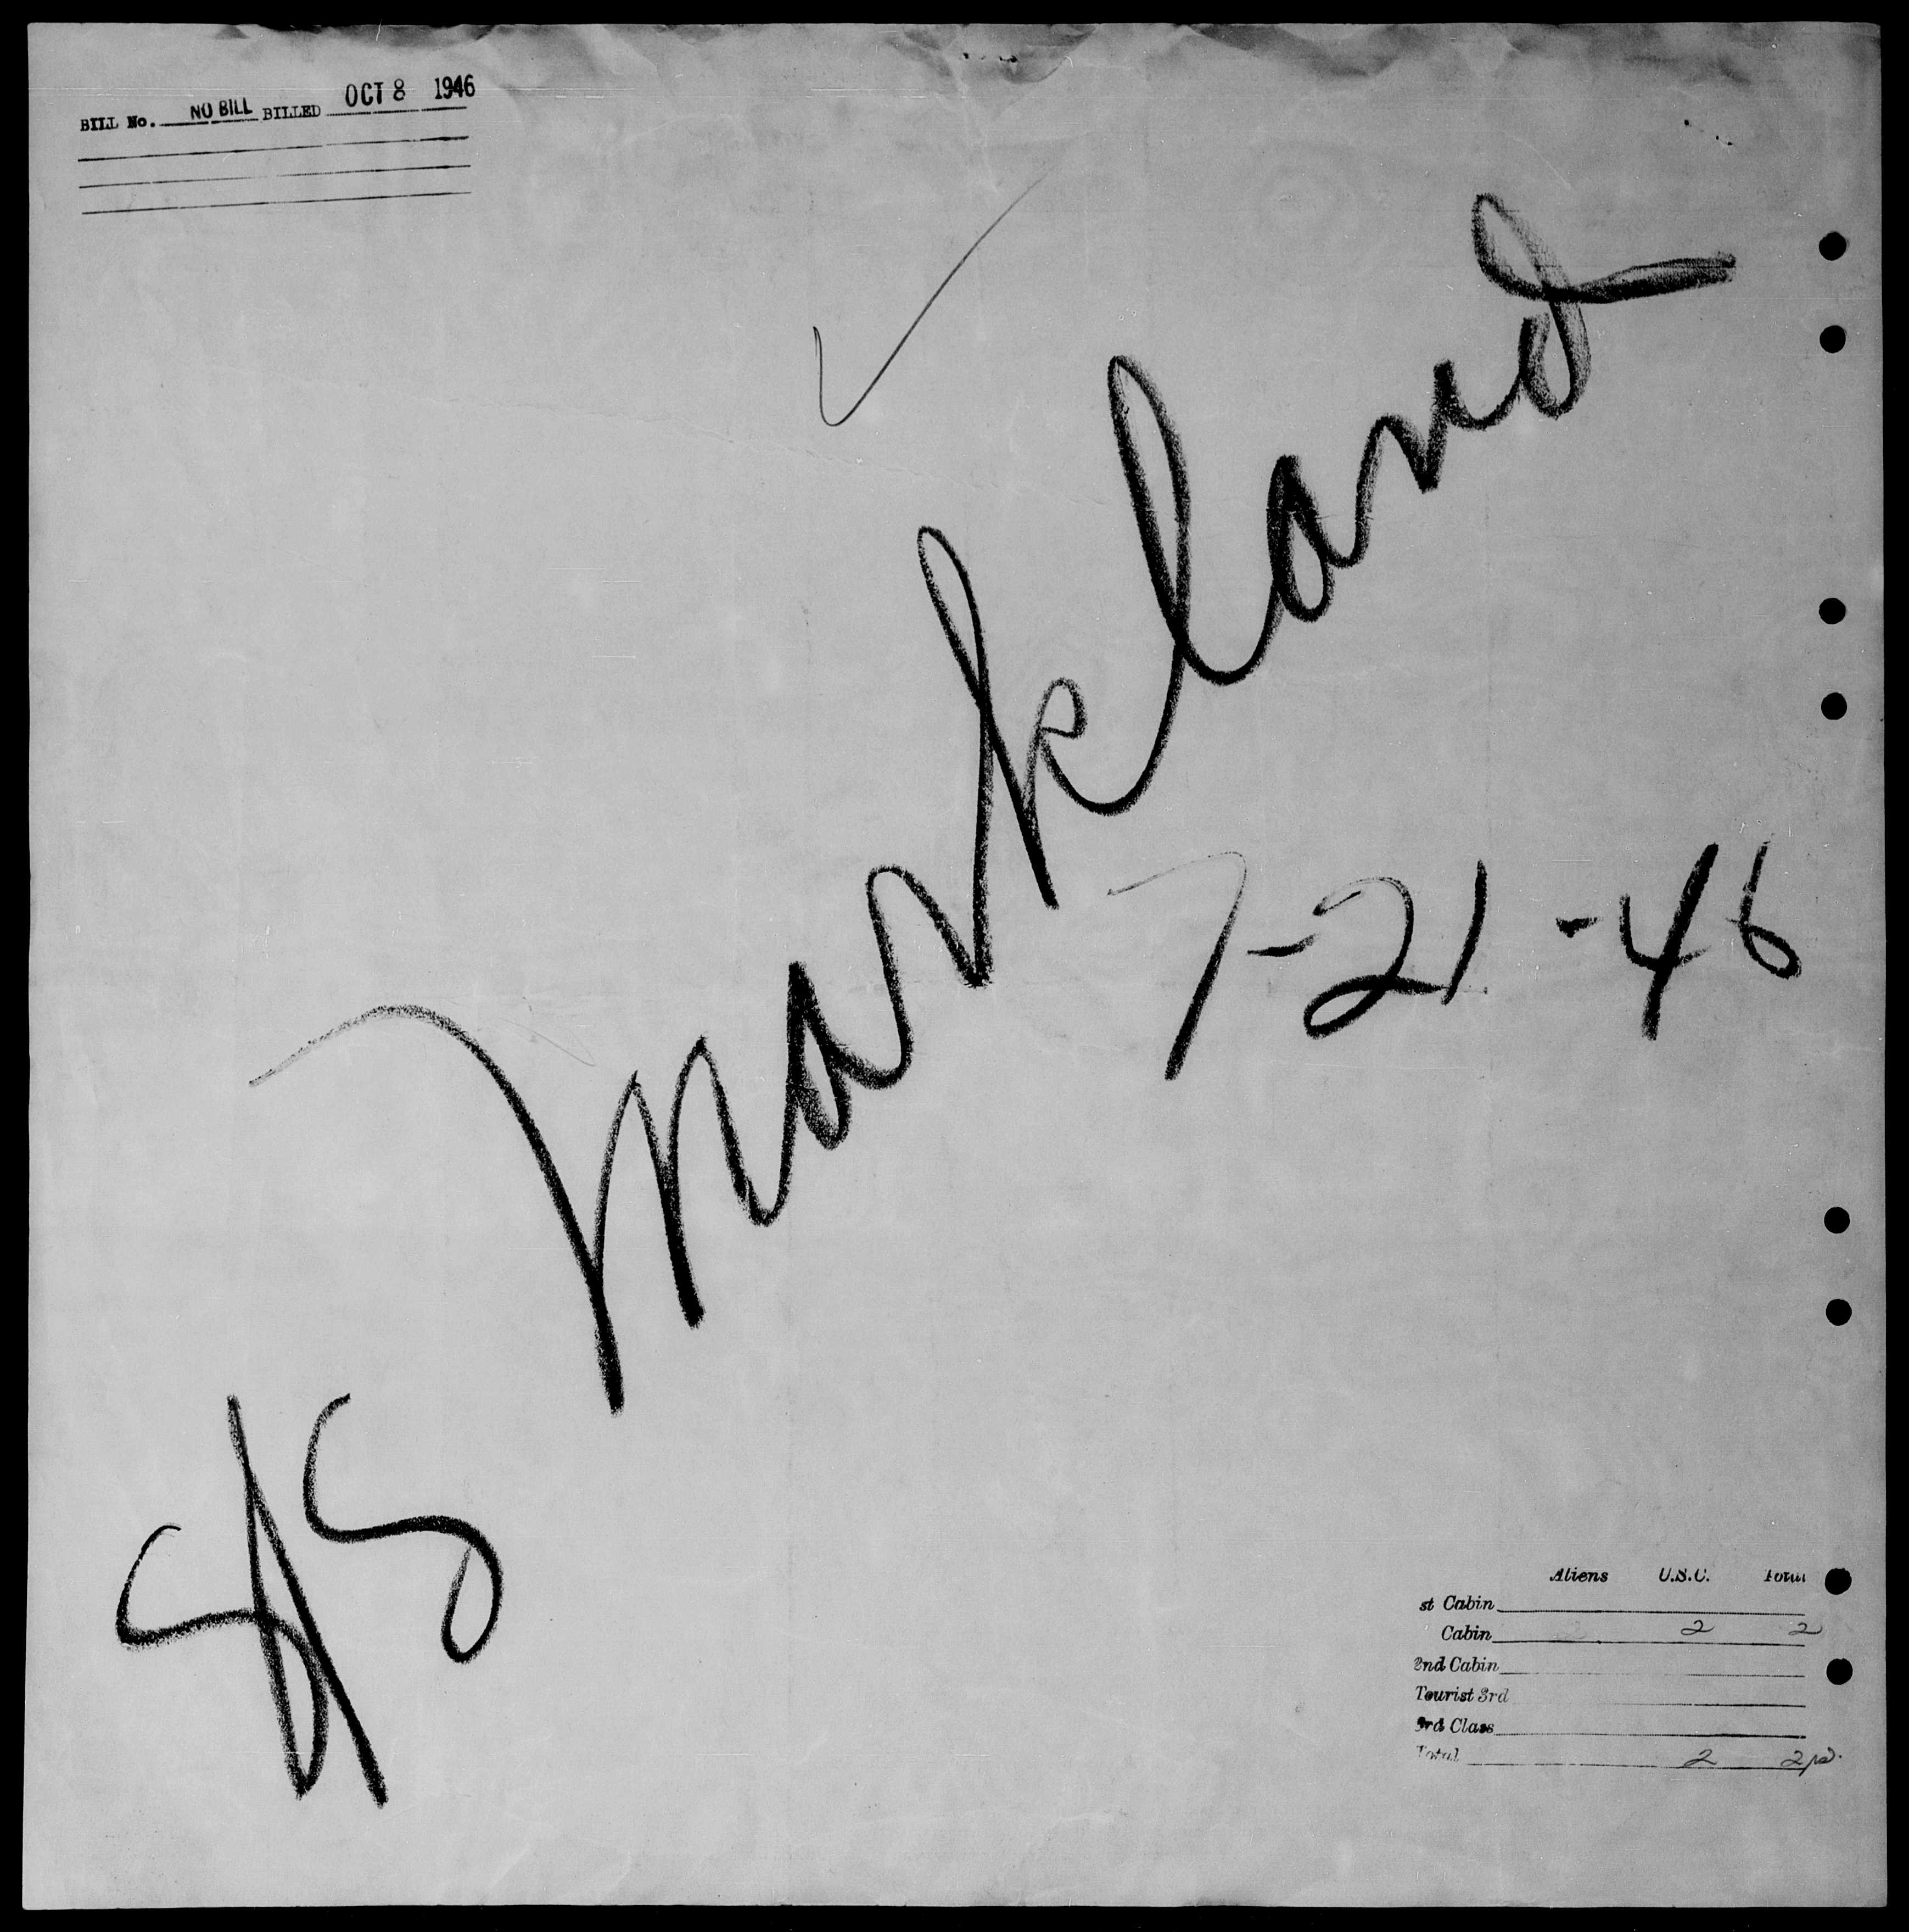 BILL No. NO BILL BILLED OCT 8 1946
S/S Markland
7-21-46
Aliens U.S.C. Total
st Cabin
Cabin 2 2
2nd Cabin
Tourist 3rd
3rd Class
Total 2 2 pd.